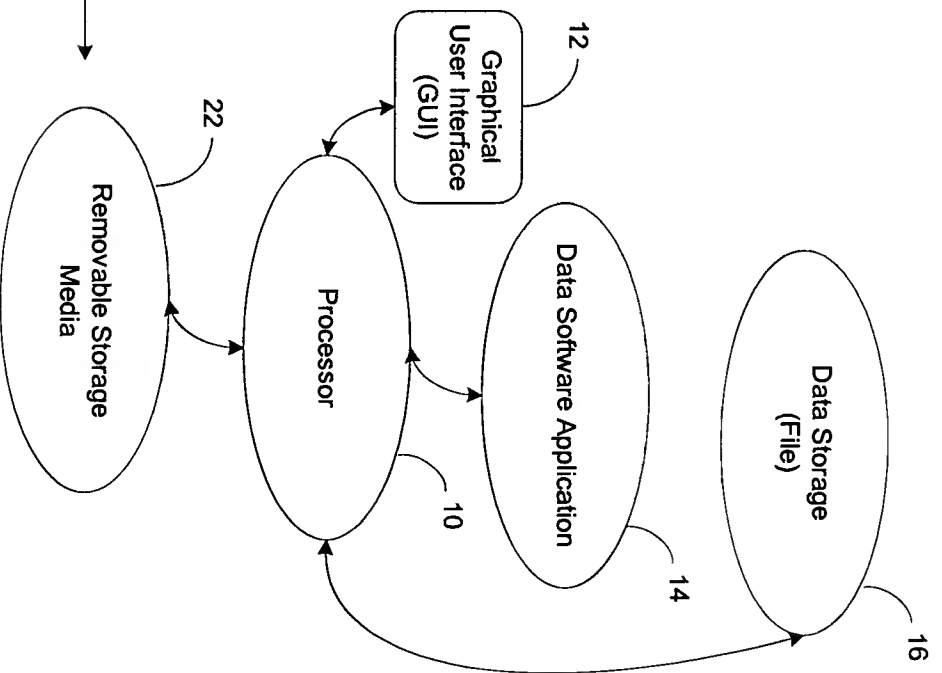 16
Data Storage
(File)
14
Data Software Application
12
Graphical
User Interface
(GUI)
10
Processor
22
Removable Storage
Media